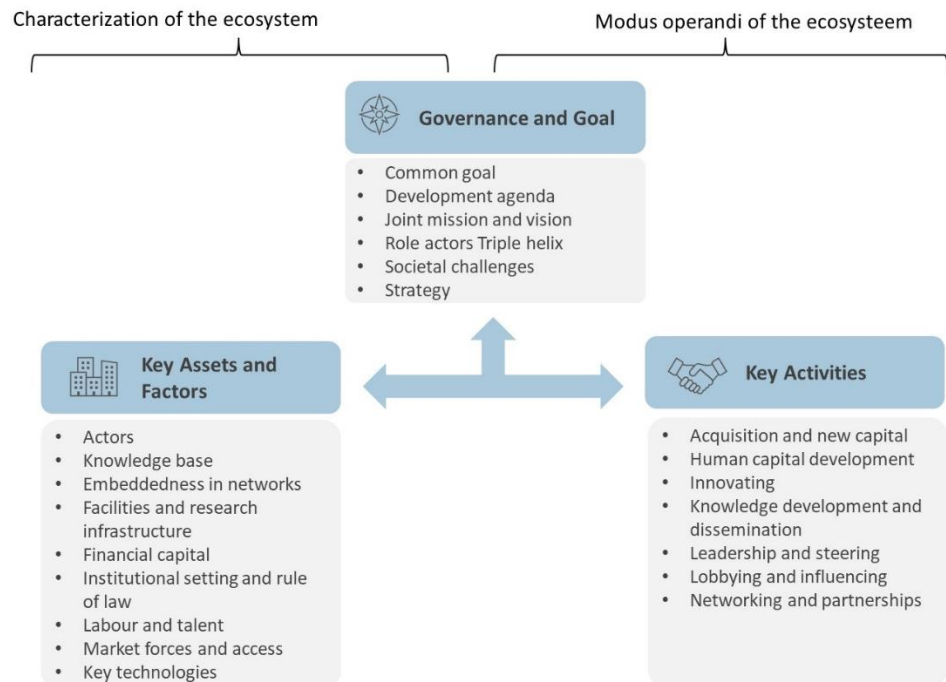 Characterization of the ecosystem
Modus operandi of the ecosysteem
Governance and Goal
• Common goal
• Development agenda
• Joint mission and vision
• Role actors Triple helix
• Societal challenges
• Strategy
Key Assets and
Factors
• Actors
• Knowledge base
• Embeddedness in networks
• Facilities and research
infrastructure
• Financial capital
• Institutional setting and rule
of law
• Labour and talent
• Market forces and access
• Key technologies
Key Activities
• Acquisition and new capital
• Human capital development
• Innovating
• Knowledge development and
dissemination
• Leadership and steering
• Lobbying and influencing
• Networking and partnerships